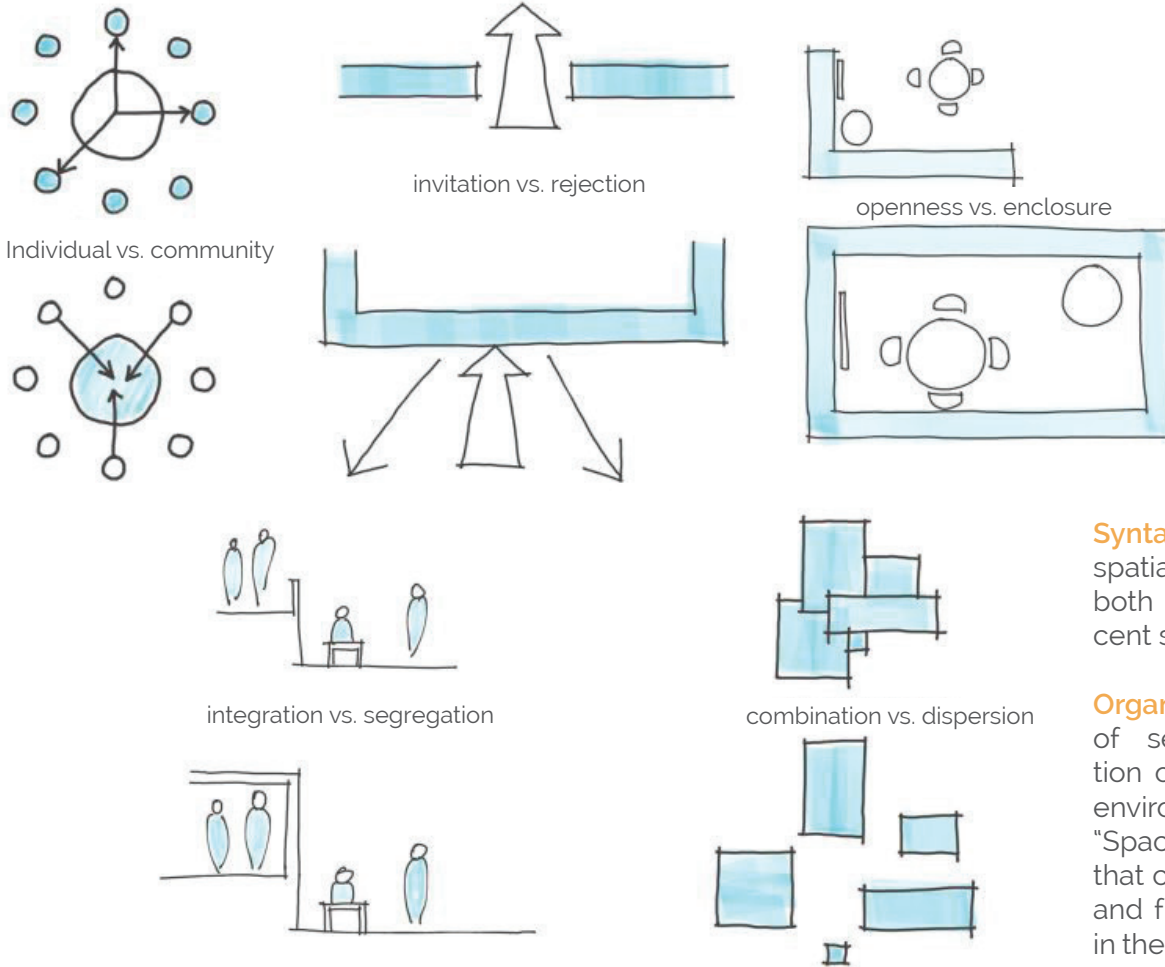 invitation vs. rejection
openness vs. enclosure
Individual vs. community
integration vs. segregation
combination vs. dispersion
Synta
spatia
both
cent s
Organ
of se
tion o
enviro
"Spac
that c
and f
in the